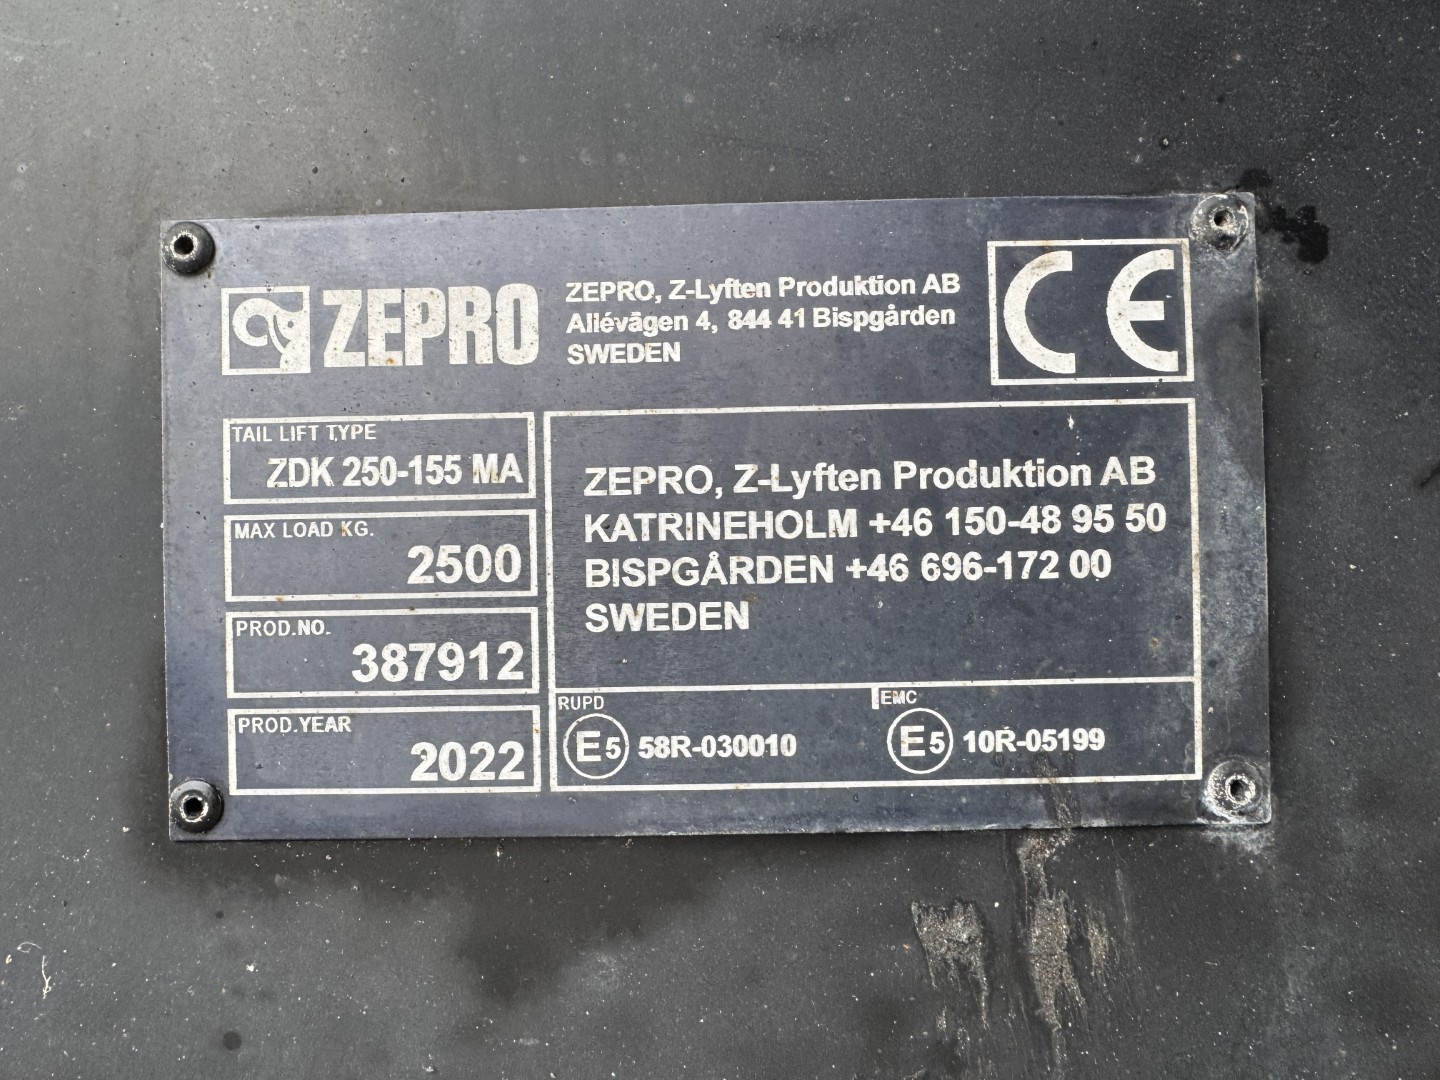 ZEPRO
ZEPRO, Z-Lyften Produktion AB
Allévägen 4, 844 41 Bispgården
SWEDEN
CE
TAIL LIFT TYPE
ZDK 250-155 MA
MAX LOAD KG.
2500
PROD.NO.
387912
PROD.YEAR
2022
ZEPRO, Z-Lyften Produktion AB
KATRINEHOLM +46 150-48 95 50
BISPGÅRDEN +46 696-172 00
SWEDEN
RUPD
E5 58R-030010
EMC
E5 10R-05199